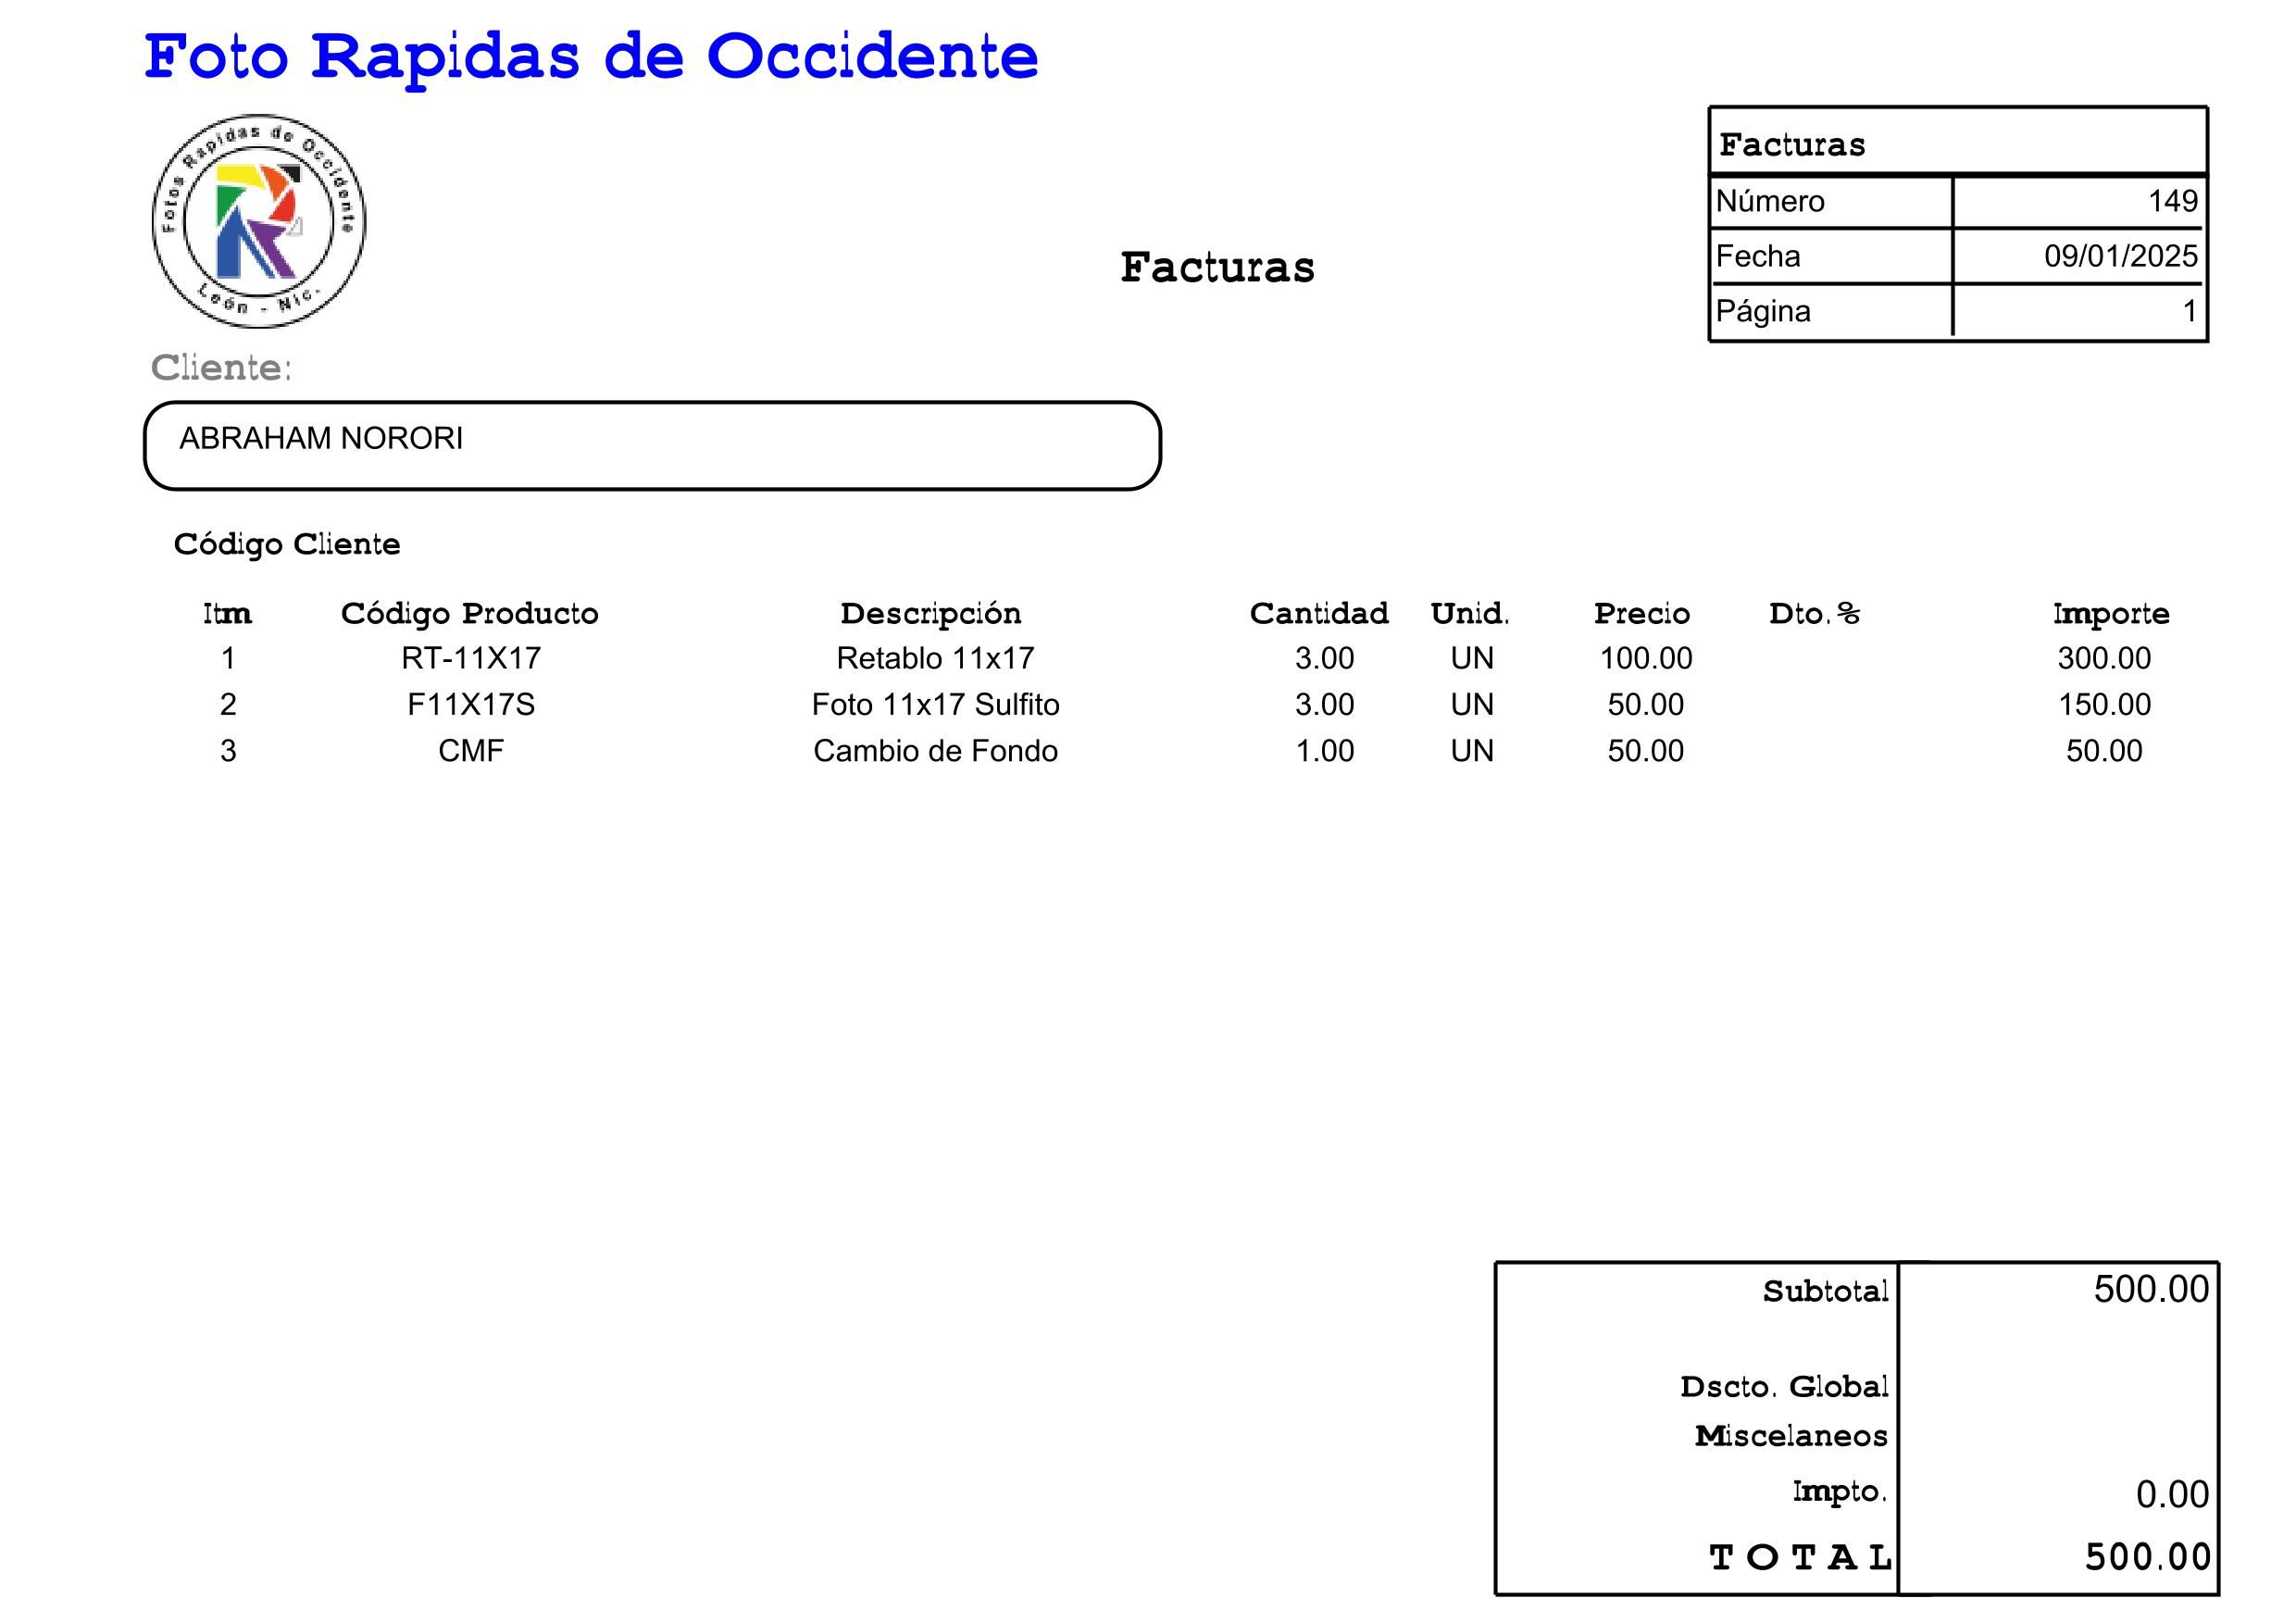 Foto Rapidas de Occidente
Fotos Rapidas de Occidente
León - Nic.
Facturas
Facturas
Número 149
Fecha 09/01/2025
Página 1
Cliente:
ABRAHAM NORORI
Código Cliente
Itm Código Producto Descripción Cantidad Unid. Precio Dto.% Importe
1 RT-11X17 Retablo 11x17 3.00 UN 100.00 300.00
2 F11X17S Foto 11x17 Sulfito 3.00 UN 50.00 150.00
3 CMF Cambio de Fondo 1.00 UN 50.00 50.00
Subtotal 500.00
Dscto. Global
Miscelaneos
Impto. 0.00
TOTAL 500.00